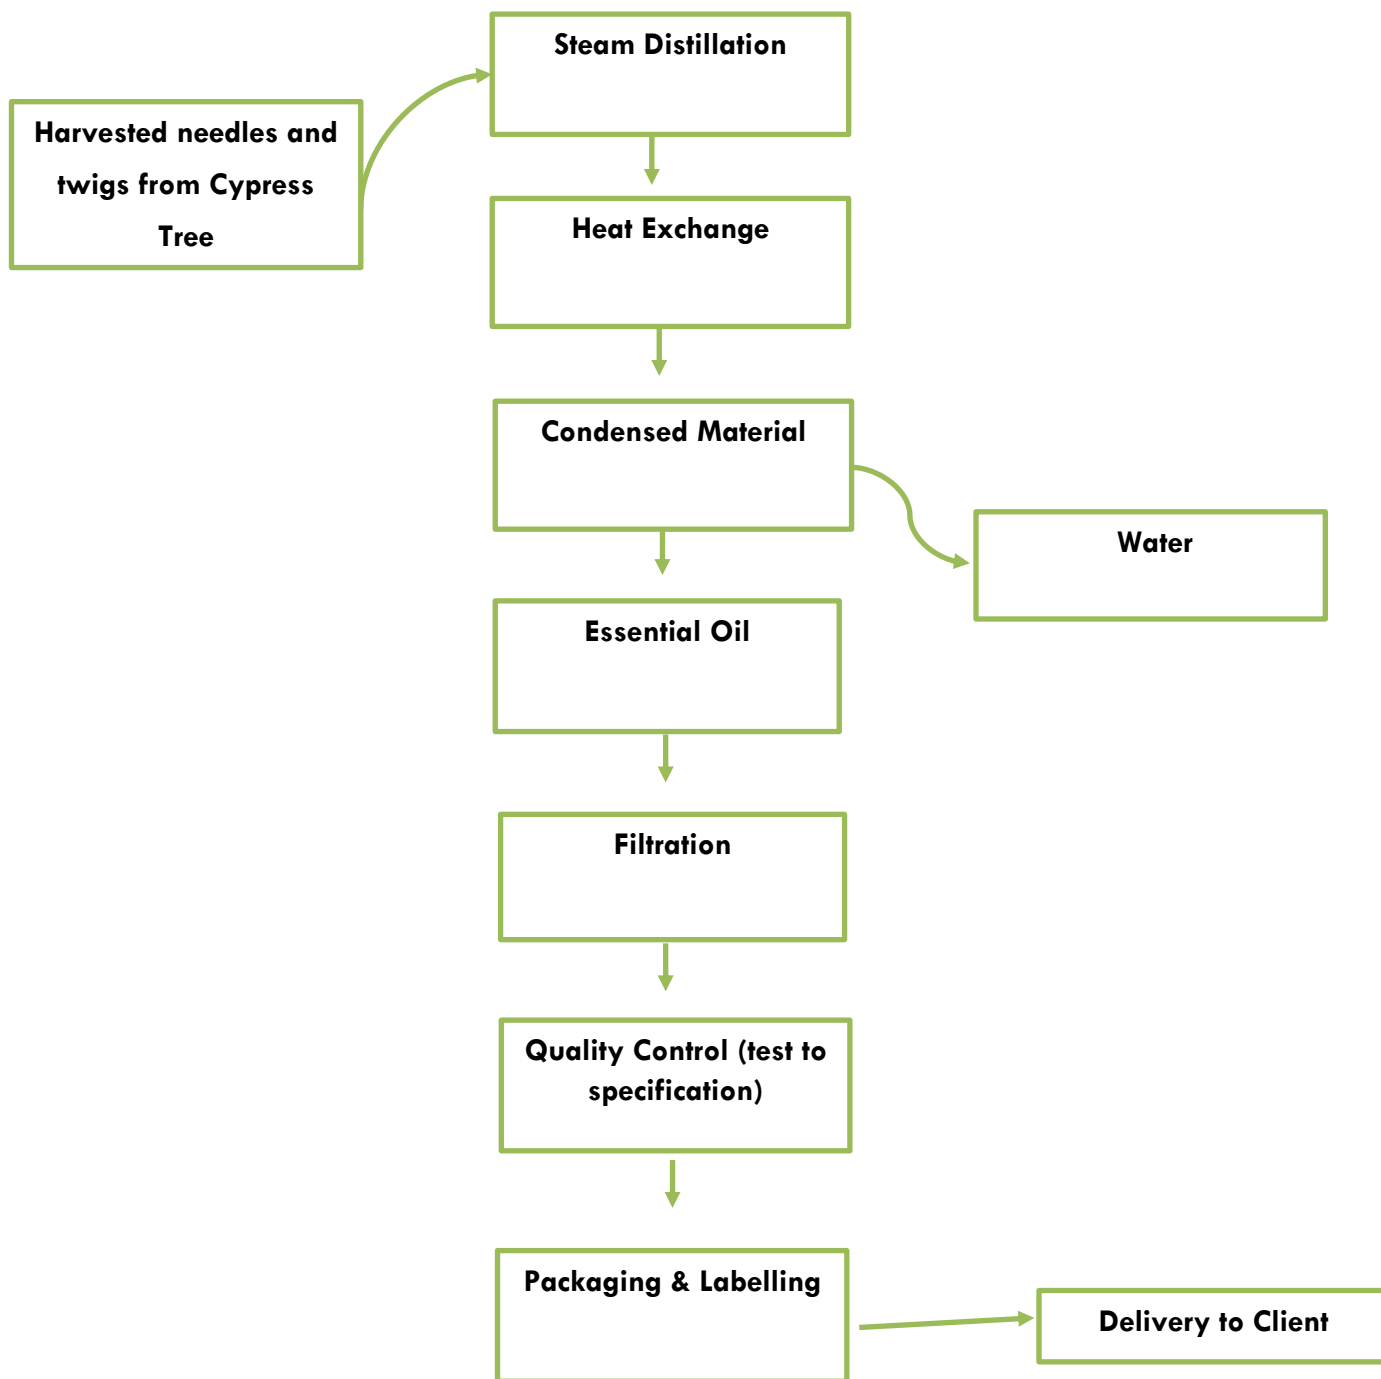 Steam Distillation
Harvested needles and
twigs from Cypress
Tree
Heat Exchange
Condensed Material
Water
Essential Oil
Filtration
Quality Control (test to
specification)
Packaging & Labelling
Delivery to Client